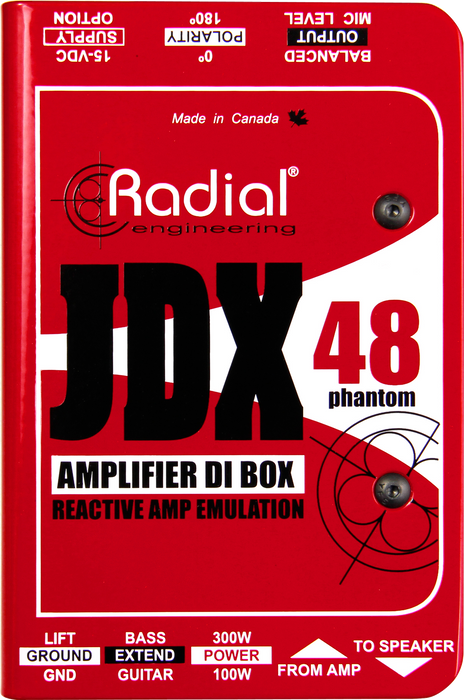 15-VDC
SUPPLY
OPTION
0°
POLARITY
180°
BALANCED
OUTPUT
MIC LEVEL
Made in Canada
Radial®
engineering
JDX
48
phantom
AMPLIFIER DI BOX
REACTIVE AMP EMULATION
LIFT
GROUND
GND
BASS
EXTEND
GUITAR
300W
POWER
100W
FROM AMP
TO SPEAKER